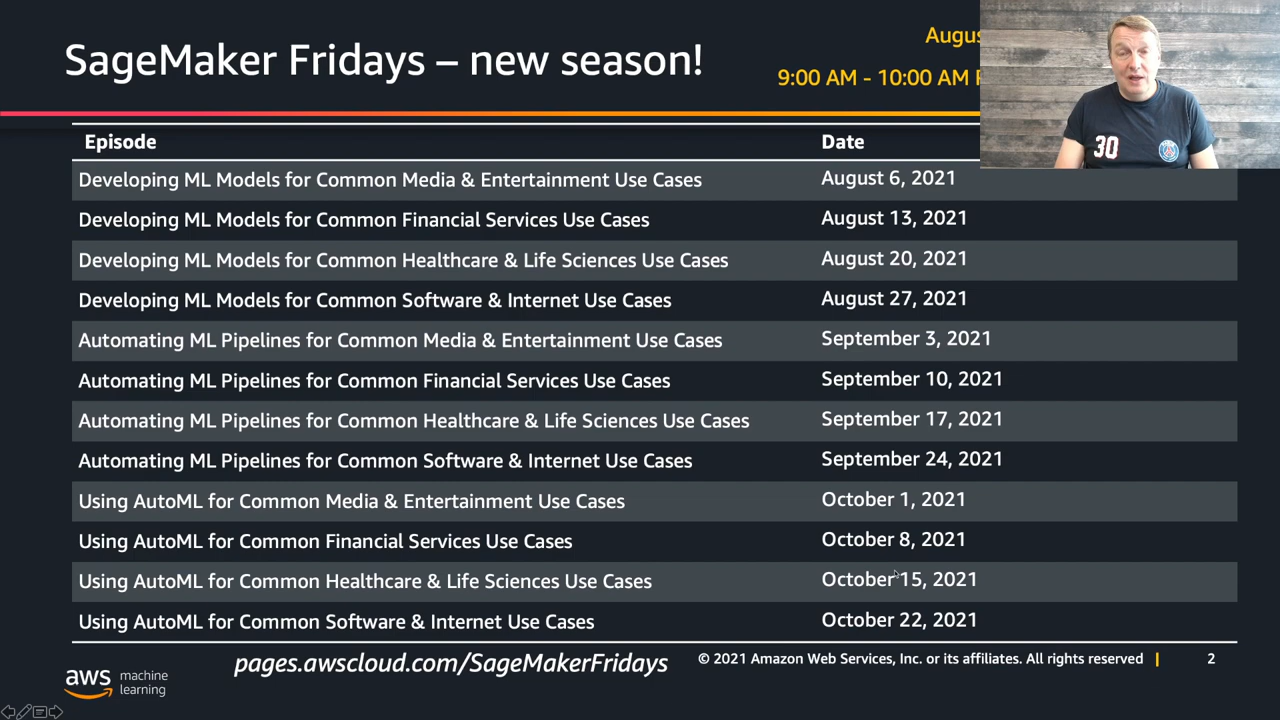 SageMaker Fridays – new season!
Augus
9:00 AM - 10:00 AM
30
Episode Date
Developing ML Models for Common Media & Entertainment Use Cases August 6, 2021
Developing ML Models for Common Financial Services Use Cases August 13, 2021
Developing ML Models for Common Healthcare & Life Sciences Use Cases August 20, 2021
Developing ML Models for Common Software & Internet Use Cases August 27, 2021
Automating ML Pipelines for Common Media & Entertainment Use Cases September 3, 2021
Automating ML Pipelines for Common Financial Services Use Cases September 10, 2021
Automating ML Pipelines for Common Healthcare & Life Sciences Use Cases September 17, 2021
Automating ML Pipelines for Common Software & Internet Use Cases September 24, 2021
Using AutoML for Common Media & Entertainment Use Cases October 1, 2021
Using AutoML for Common Financial Services Use Cases October 8, 2021
Using AutoML for Common Healthcare & Life Sciences Use Cases October 15, 2021
Using AutoML for Common Software & Internet Use Cases October 22, 2021
aws machine learning
pages.awscloud.com/SageMakerFridays
© 2021 Amazon Web Services, Inc. or its affiliates. All rights reserved | 2